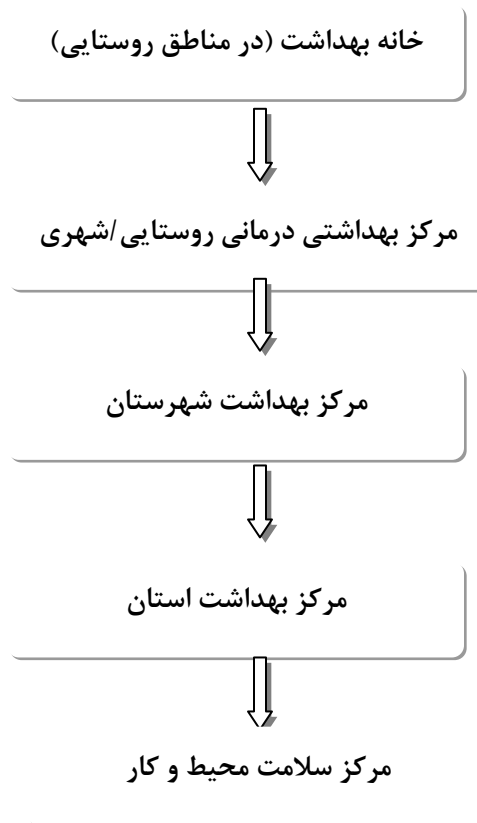 خانه بهداشت (در مناطق روستایی)
مرکز بهداشتی درمانی روستایی/شهری
مرکز بهداشت شهرستان
مرکز بهداشت استان
مرکز سلامت محیط و کار